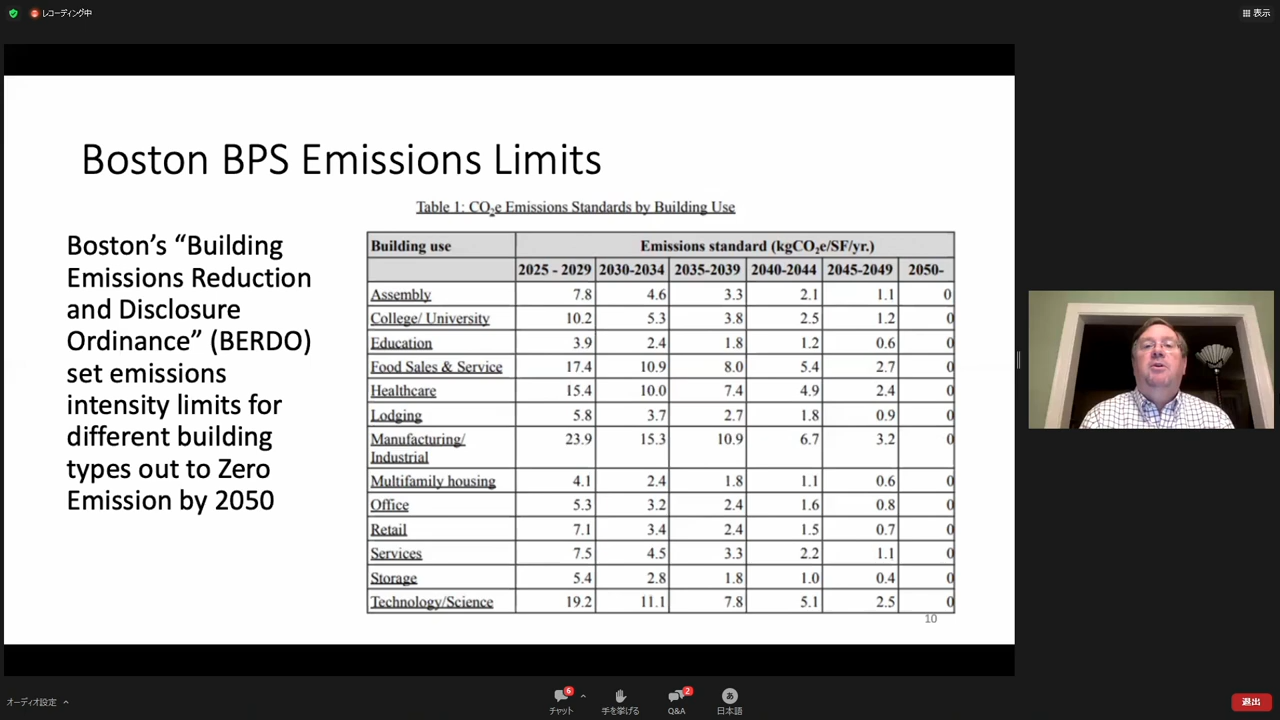 レコーディング中
表示
Boston BPS Emissions Limits
Boston's “Building
Emissions Reduction
and Disclosure
Ordinance” (BERDO)
set emissions
intensity limits for
different building
types out to Zero
Emission by 2050
Table 1: CO₂e Emissions Standards by Building Use
Building use Emissions standard (kgCO₂e/SF/yr.)
2025 - 2029 2030-2034 2035-2039 2040-2044 2045-2049 2050-
Assembly 7.8 4.6 3.3 2.1 1.1 0
College/ University 10.2 5.3 3.8 2.5 1.2 0
Education 3.9 2.4 1.8 1.2 0.6 0
Food Sales & Service 17.4 10.9 8.0 5.4 2.7 0
Healthcare 15.4 10.0 7.4 4.9 2.4 0
Lodging 5.8 3.7 2.7 1.8 0.9 0
Manufacturing/ 23.9 15.3 10.9 6.7 3.2 0
Industrial
Multifamily housing 4.1 2.4 1.8 1.1 0.6 0
Office 5.3 3.2 2.4 1.6 0.8 0
Retail 7.1 3.4 2.4 1.5 0.7 0
Services 7.5 4.5 3.3 2.2 1.1 0
Storage 5.4 2.8 1.8 1.0 0.4 0
Technology/Science 19.2 11.1 7.8 5.1 2.5 0
10
オーディオ設定
6
チャット
手を挙げる
2
Q&A
あ
日本語
退出